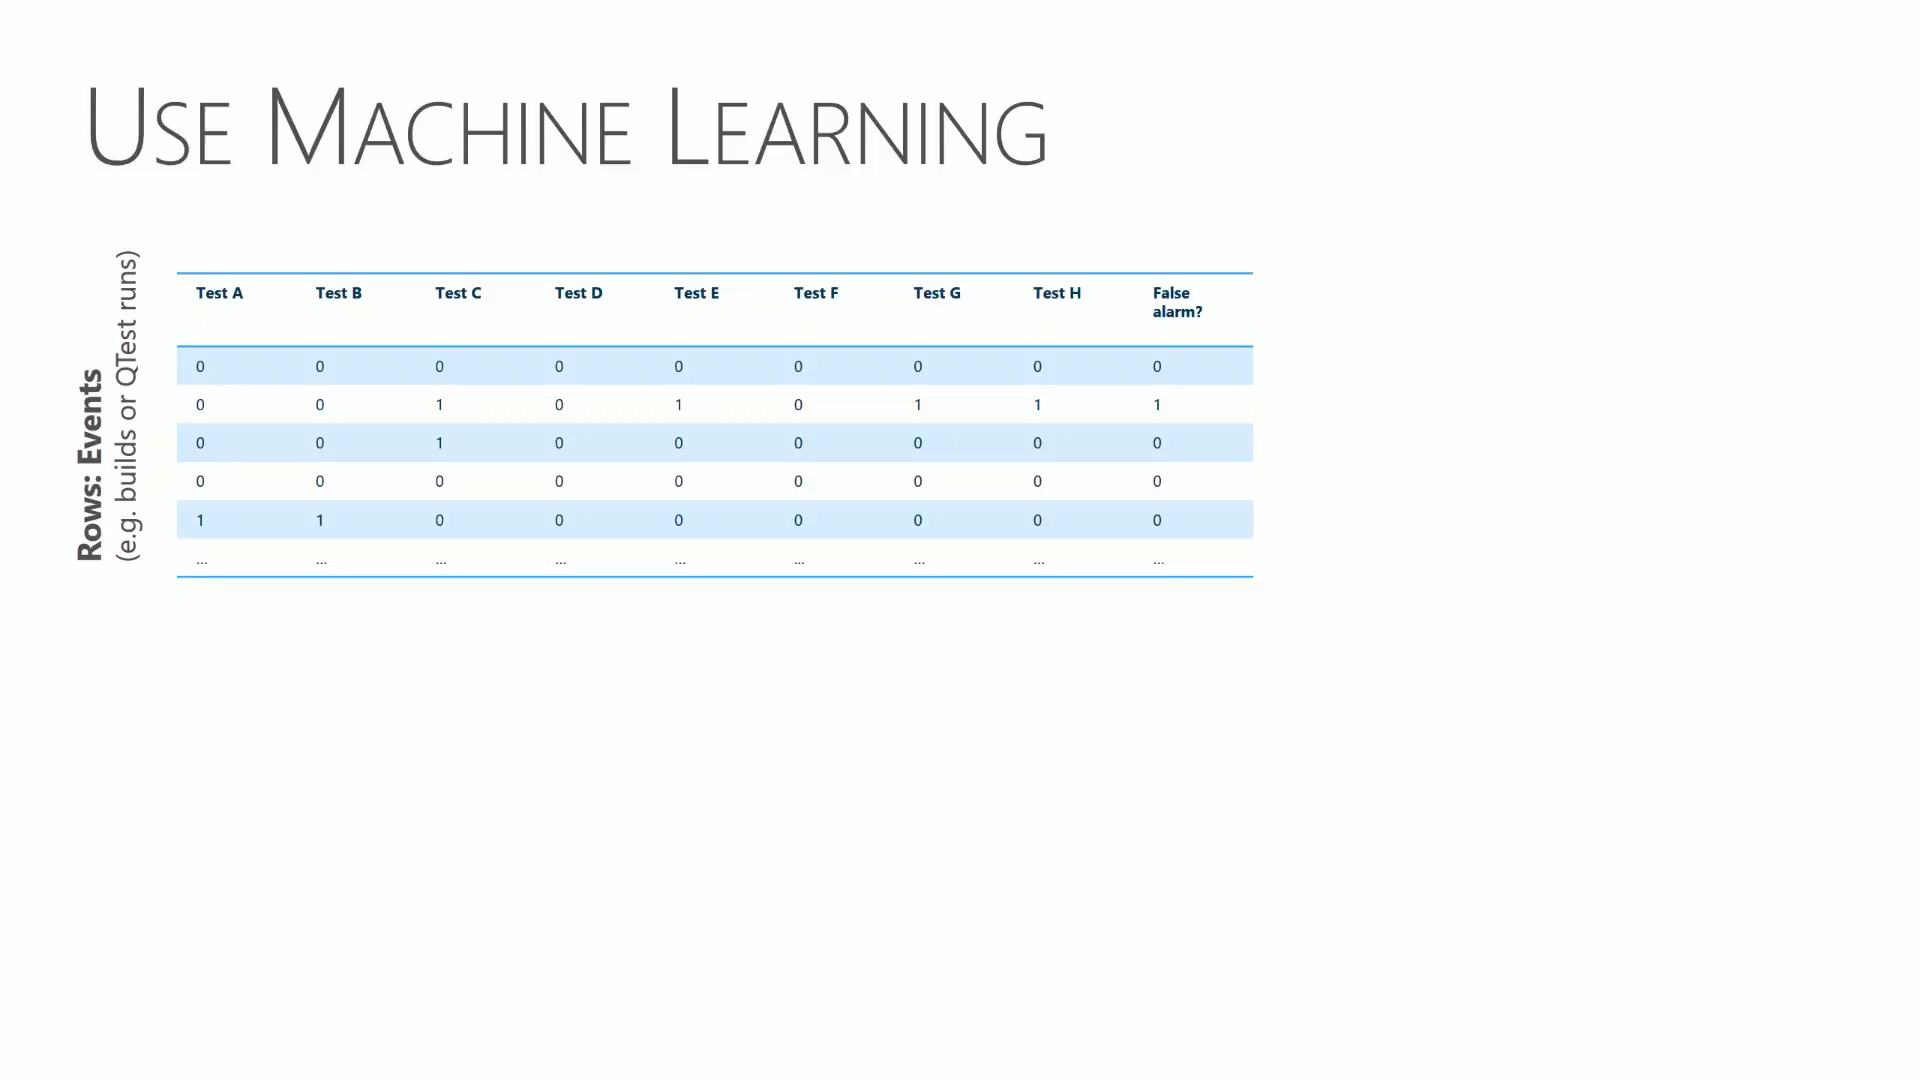 USE MACHINE LEARNING
Rows: Events
(e.g. builds or QTest runs)
Test A Test B Test C Test D Test E Test F Test G Test H False alarm?
0 0 0 0 0 0 0 0 0
0 0 1 0 1 0 1 1 1
0 0 1 0 0 0 0 0 0
0 0 0 0 0 0 0 0 0
1 1 0 0 0 0 0 0 0
... ... ... ... ... ... ... ... ...